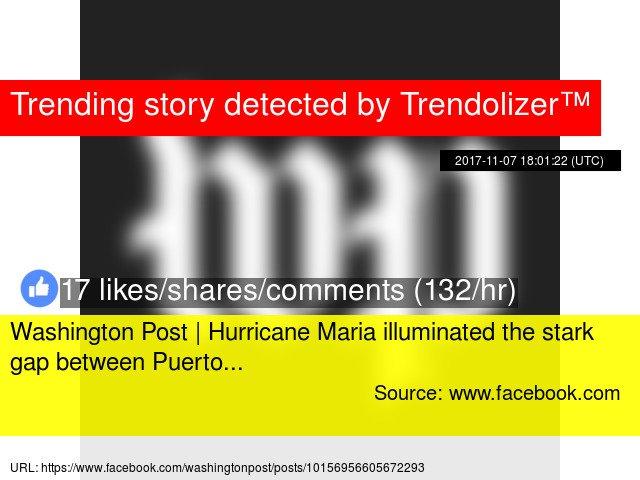 Trending story detected by Trendolizer™
2017-11-07 18:01:22 (UTC)
17 likes/shares/comments (132/hr)
Washington Post | Hurricane Maria illuminated the stark
gap between Puerto...
Source: www.facebook.com
URL: https://www.facebook.com/washingtonpost/posts/10156956605672293